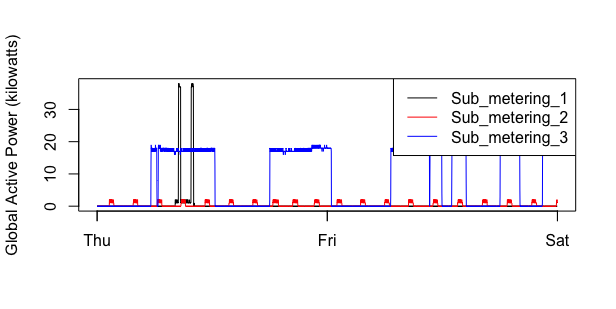 Global Active Power (kilowatts)
30
20
10
0
Sub_metering_1
Sub_metering_2
Sub_metering_3
Thu
Fri
Sat